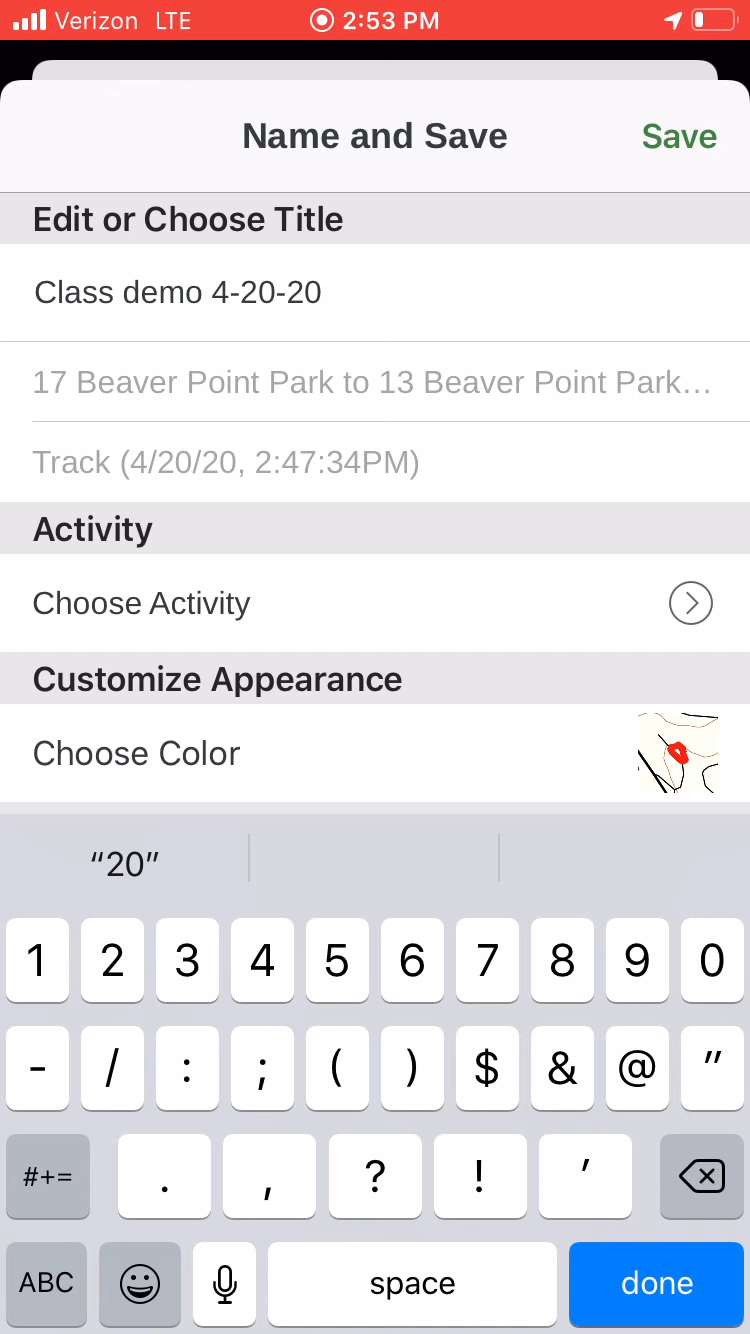 Verizon LTE 2:53 PM
Name and Save
Save
Edit or Choose Title
Class demo 4-20-20
17 Beaver Point Park to 13 Beaver Point Park…
Track (4/20/20, 2:47:34PM)
Activity
Choose Activity
Customize Appearance
Choose Color
“20”
1 2 3 4 5 6 7 8 9 0
- / : ; ( ) $ & @ "
#+= . , ? ! '
ABC space done